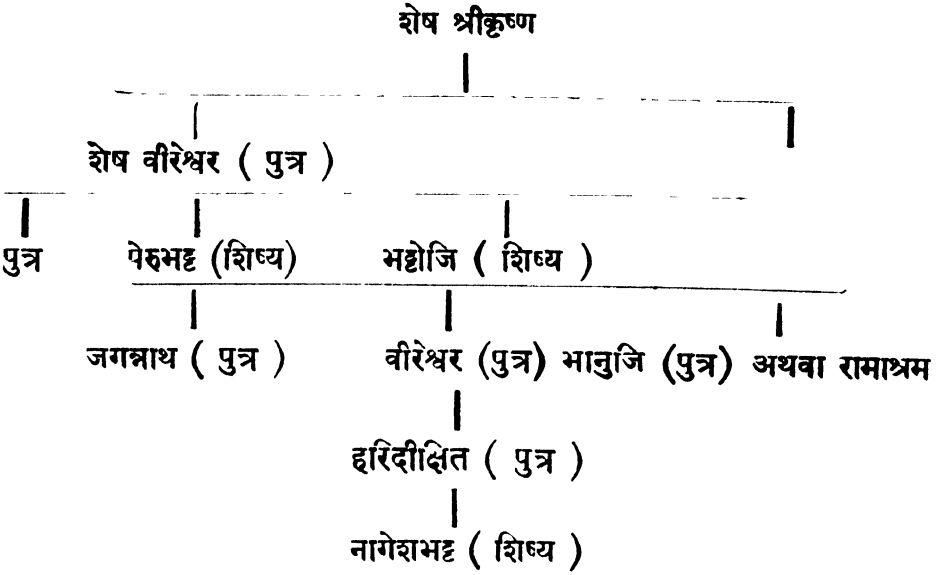 शेष श्रीकृष्ण
शेष वीरेश्वर ( पुत्र )
पुत्र पेरुभट्ट (शिष्य) भट्टोजि ( शिष्य )
जगन्नाथ ( पुत्र ) वीरेश्वर (पुत्र) भानुजि (पुत्र) अथवा रामाश्रम
हरिदीक्षित ( पुत्र )
नागेशभट्ट ( शिष्य )